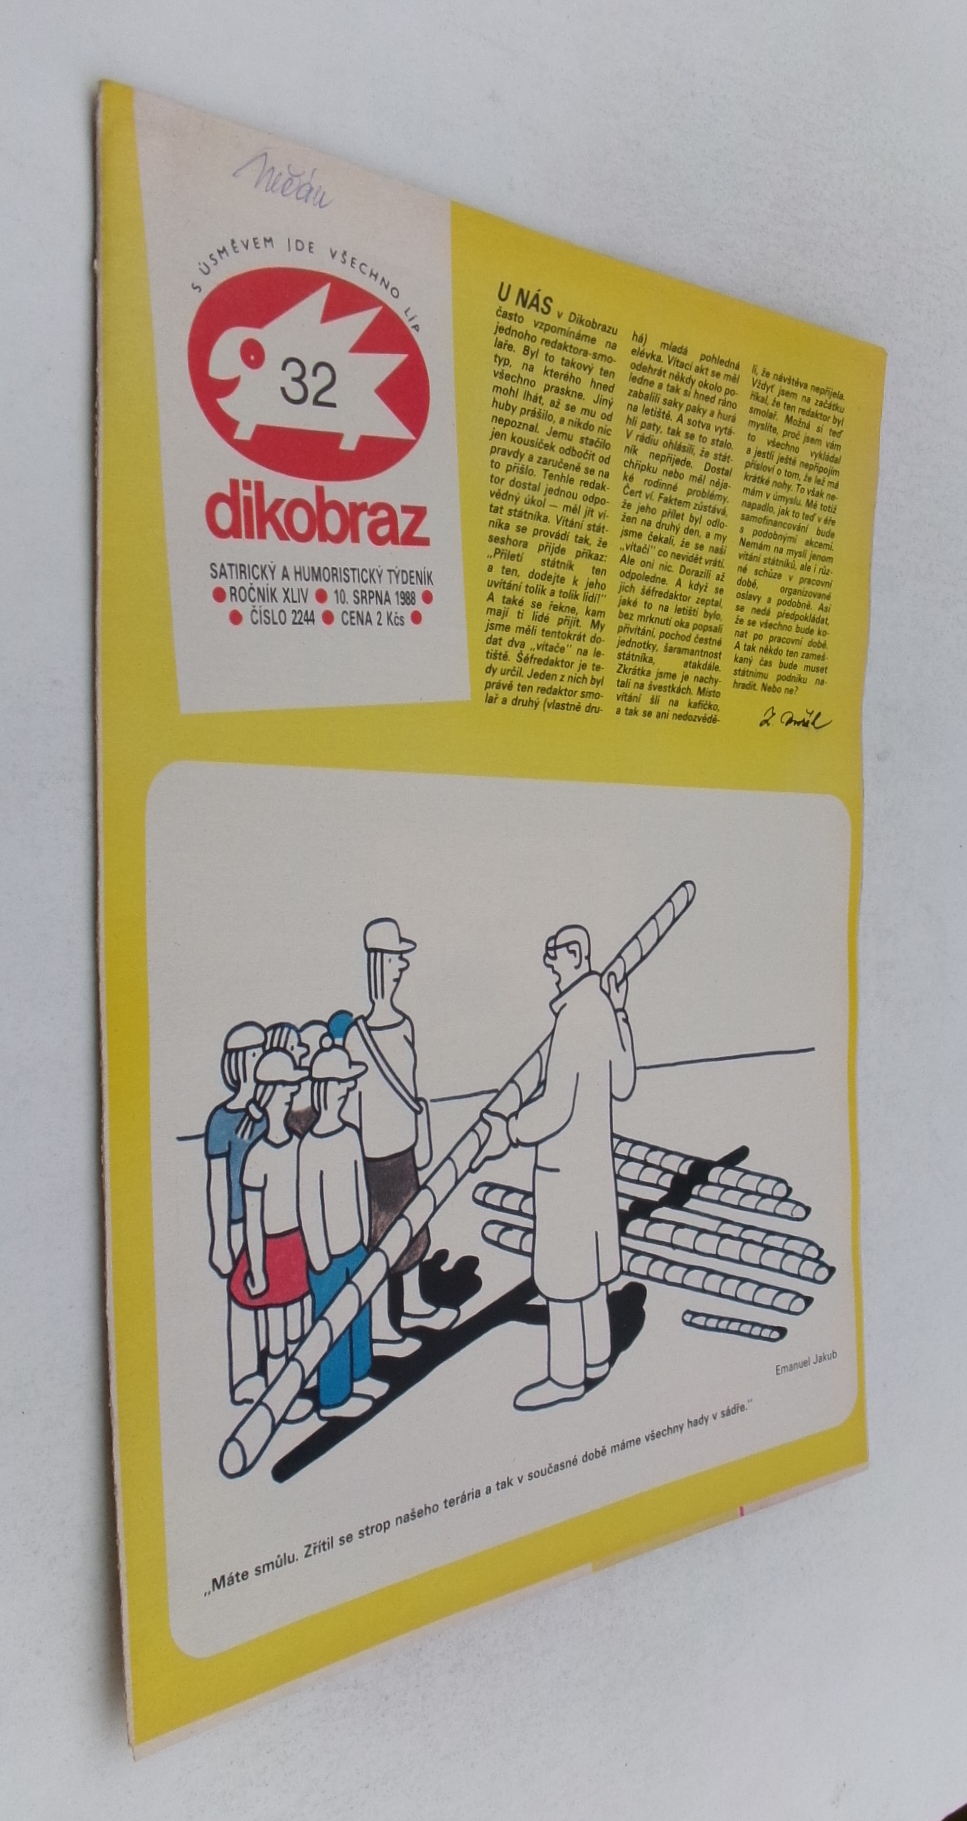 Nečán
S ÚSMĚVEM IDE VŠECHNO LÍP
32
dikobraz
SATIRICKÝ A HUMORISTICKÝ TÝDENÍK
● ROČNÍK XLIV ● 10. SRPNA 1988 ●
● ČÍSLO 2244 ● CENA 2 Kčs ●
U NÁS v Dikobrazu
často vzpomínáme na
jednoho redaktora-smo-
laře. Byl to takový ten
typ, na kterého hned
všechno praskne. Jiný
mohl lhát, až se mu od
huby prášilo, a nikdo nic
nepoznal. Jemu stačilo
jen kousíček odbočit od
pravdy a zaručeně se na
to přišlo. Tenhle redak-
tor dostal jednou odpo-
vědný úkol — měl jít ví-
tat státníka. Vítání stát-
níka se provádí tak, že
seshora přijde příkaz:
„Přiletí státník ten
a ten, dodejte k jeho
uvítání tolik a tolik lidí!"
A také se řekne, kam
mají ti lidé přijít. My
jsme měli tentokrát do-
dat dva „vítače" na le-
tiště. Šéfredaktor je te-
dy určil. Jeden z nich byl
právě ten redaktor smo-
lař a druhý (vlastně dru-
há) mladá pohledná
elévka. Vítací akt se měl
odehrát někdy okolo po-
ledne a tak si hned ráno
zabalili saky paky a hurá
na letiště. A sotva vytá-
hli paty, tak se to stalo.
V rádiu ohlásili, že stát-
ník nepřijede. Dostal
chřipku nebo měl něja-
ké rodinné problémy.
Čert ví. Faktem zůstává,
že jeho přílet byl odlo-
žen na druhý den, a my
jsme čekali, že se naši
„vítači" co nevidět vrátí.
Ale oni nic. Dorazili až
odpoledne. A když se
jich šéfredaktor zeptal,
jaké to na letišti bylo,
bez mrknutí oka popsali
přivítání, pochod čestné
jednotky, šaramantnost
státníka, atakdále.
Zkrátka jsme je nachy-
tali na švestkách. Místo
vítání šli na kafíčko,
a tak se ani nedozvědě-
li, že návštěva nepřijela.
Vždyť jsem na začátku
říkal, že ten redaktor byl
smolař. Možná si teď
myslíte, proč jsem vám
to všechno vykládal
a jestli ještě nepřipojím
přísloví o tom, že lež má
krátké nohy. To však ne-
mám v úmyslu. Mě totiž
napadlo, jak to teď v éře
samofinancování bude
s podobnými akcemi.
Nemám na mysli jenom
vítání státníků, ale i růz-
né schůze v pracovní
době, organizované
oslavy a podobně. Asi
se nedá předpokládat,
že se všechno bude ko-
nat po pracovní době.
A tak někdo ten zameš-
kaný čas bude muset
státnímu podniku na-
hradit. Nebo ne?
Emanuel Jakub
„Máte smůlu. Zřítil se strop našeho terária a tak v současné době máme všechny hady v sádře."